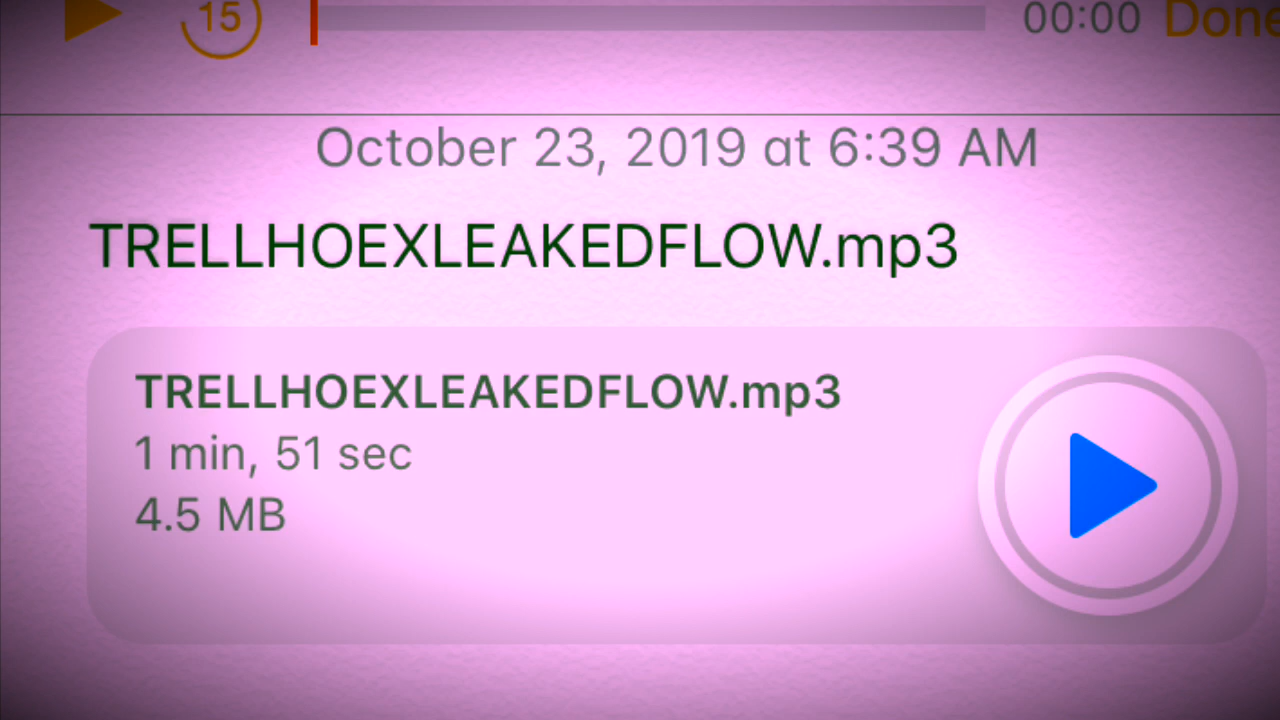 15 00:00 Done
October 23, 2019 at 6:39 AM
TRELLHOEXLEAKEDFLOW.mp3
TRELLHOEXLEAKEDFLOW.mp3
1 min, 51 sec
4.5 MB